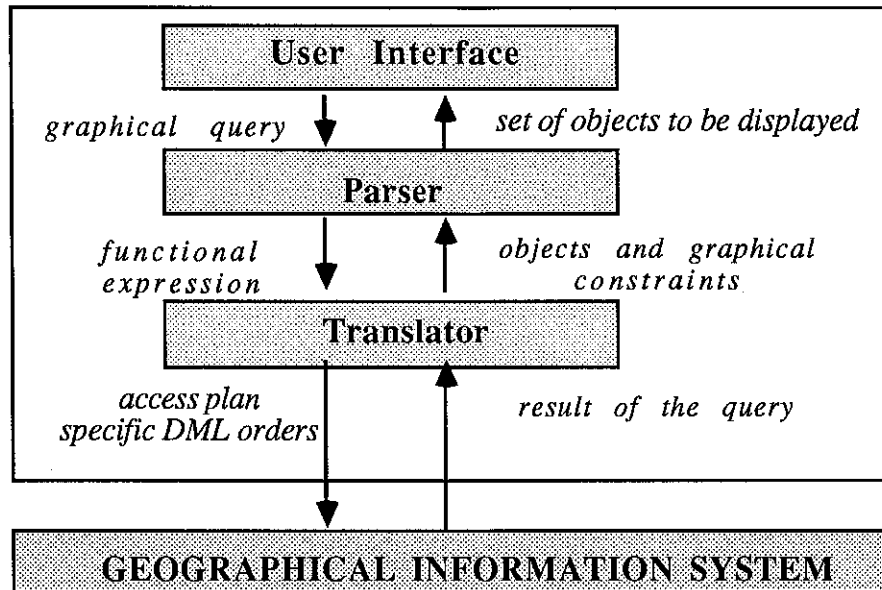 User Interface
graphical query
set of objects to be displayed
Parser
functional
expression
objects and graphical
constraints
Translator
access plan
specific DML orders
result of the query
GEOGRAPHICAL INFORMATION SYSTEM